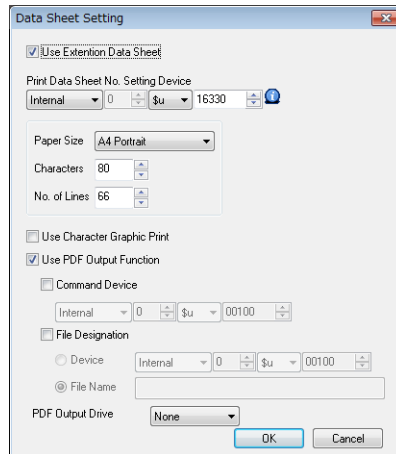 Data Sheet Setting
Use Extention Data Sheet
Print Data Sheet No. Setting Device
Internal 0 $u 16330
Paper Size A4 Portrait
Characters 80
No. of Lines 66
Use Character Graphic Print
Use PDF Output Function
Command Device
Internal 0 $u 00100
File Designation
Device Internal 0 $u 00100
File Name
PDF Output Drive None
OK Cancel